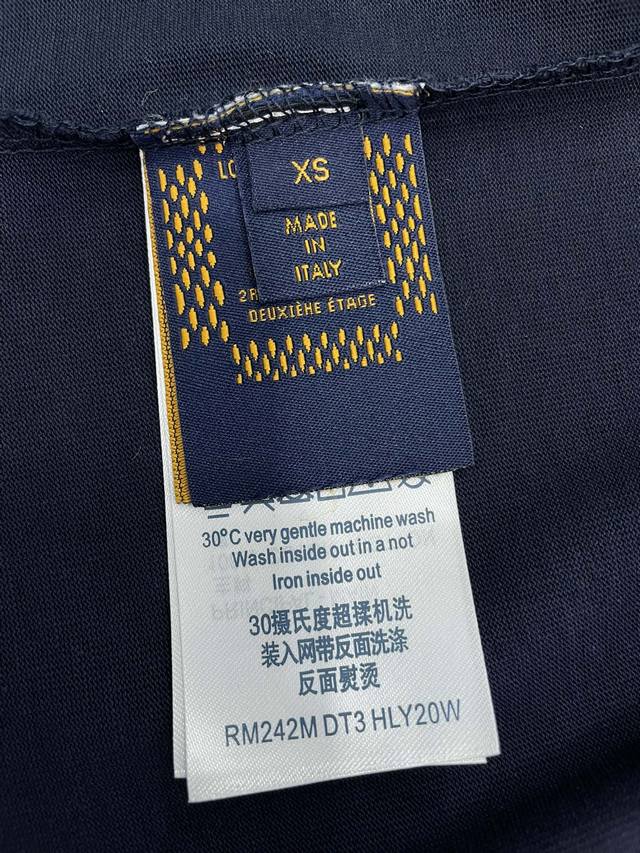 LO
XS
MADE
IN
ITALY
2R
DEUXIÈME ÉTAGE
30°C very gentle machine wash
Wash inside out in a not
Iron inside out
30摄氏度超揉机洗
装入网带反面洗涤
反面熨烫
RM242M DT3 HLY20W